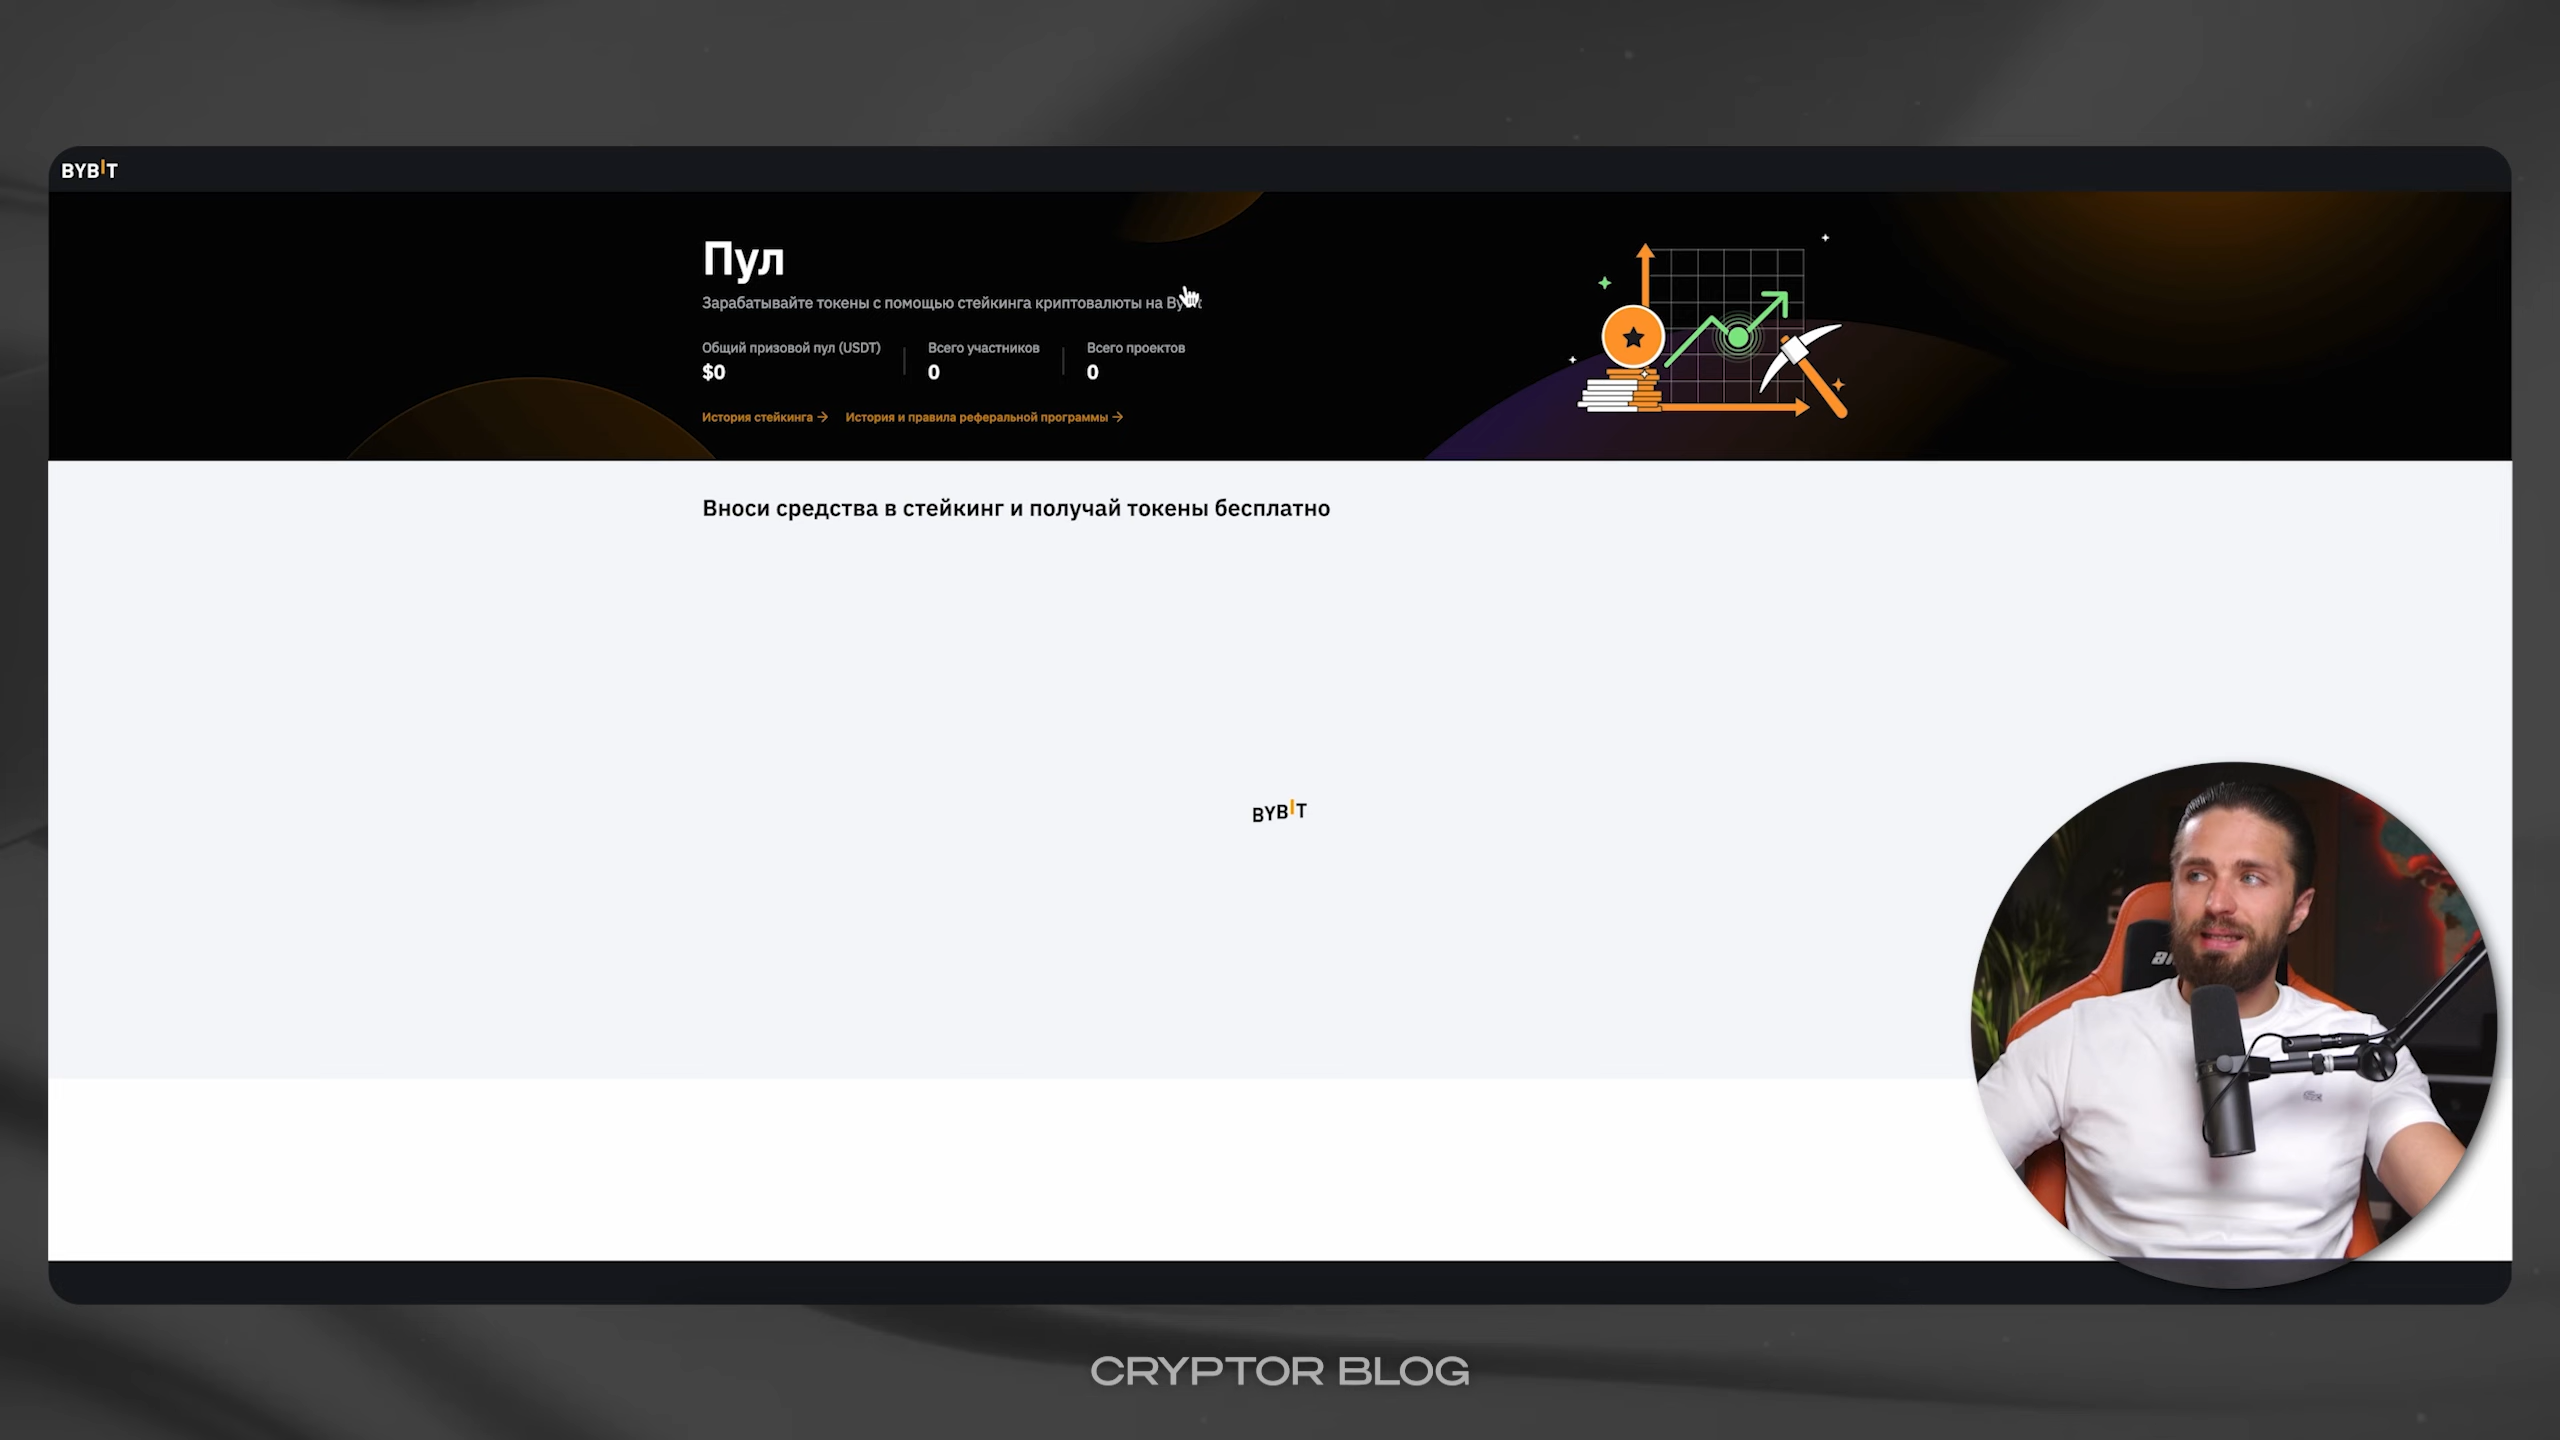 BYBIT
Пул
Зарабатывайте токены с помощью стейкинга криптовалюты на
Общий призовой пул (USDT)
Всего участников
Всего проектов
$0
0
0
История стейкинга →
История и правила реферальной программы →
Вноси средства в стейкинг и получай токены бесплатно
BYBIT
CRYPTOR BLOG